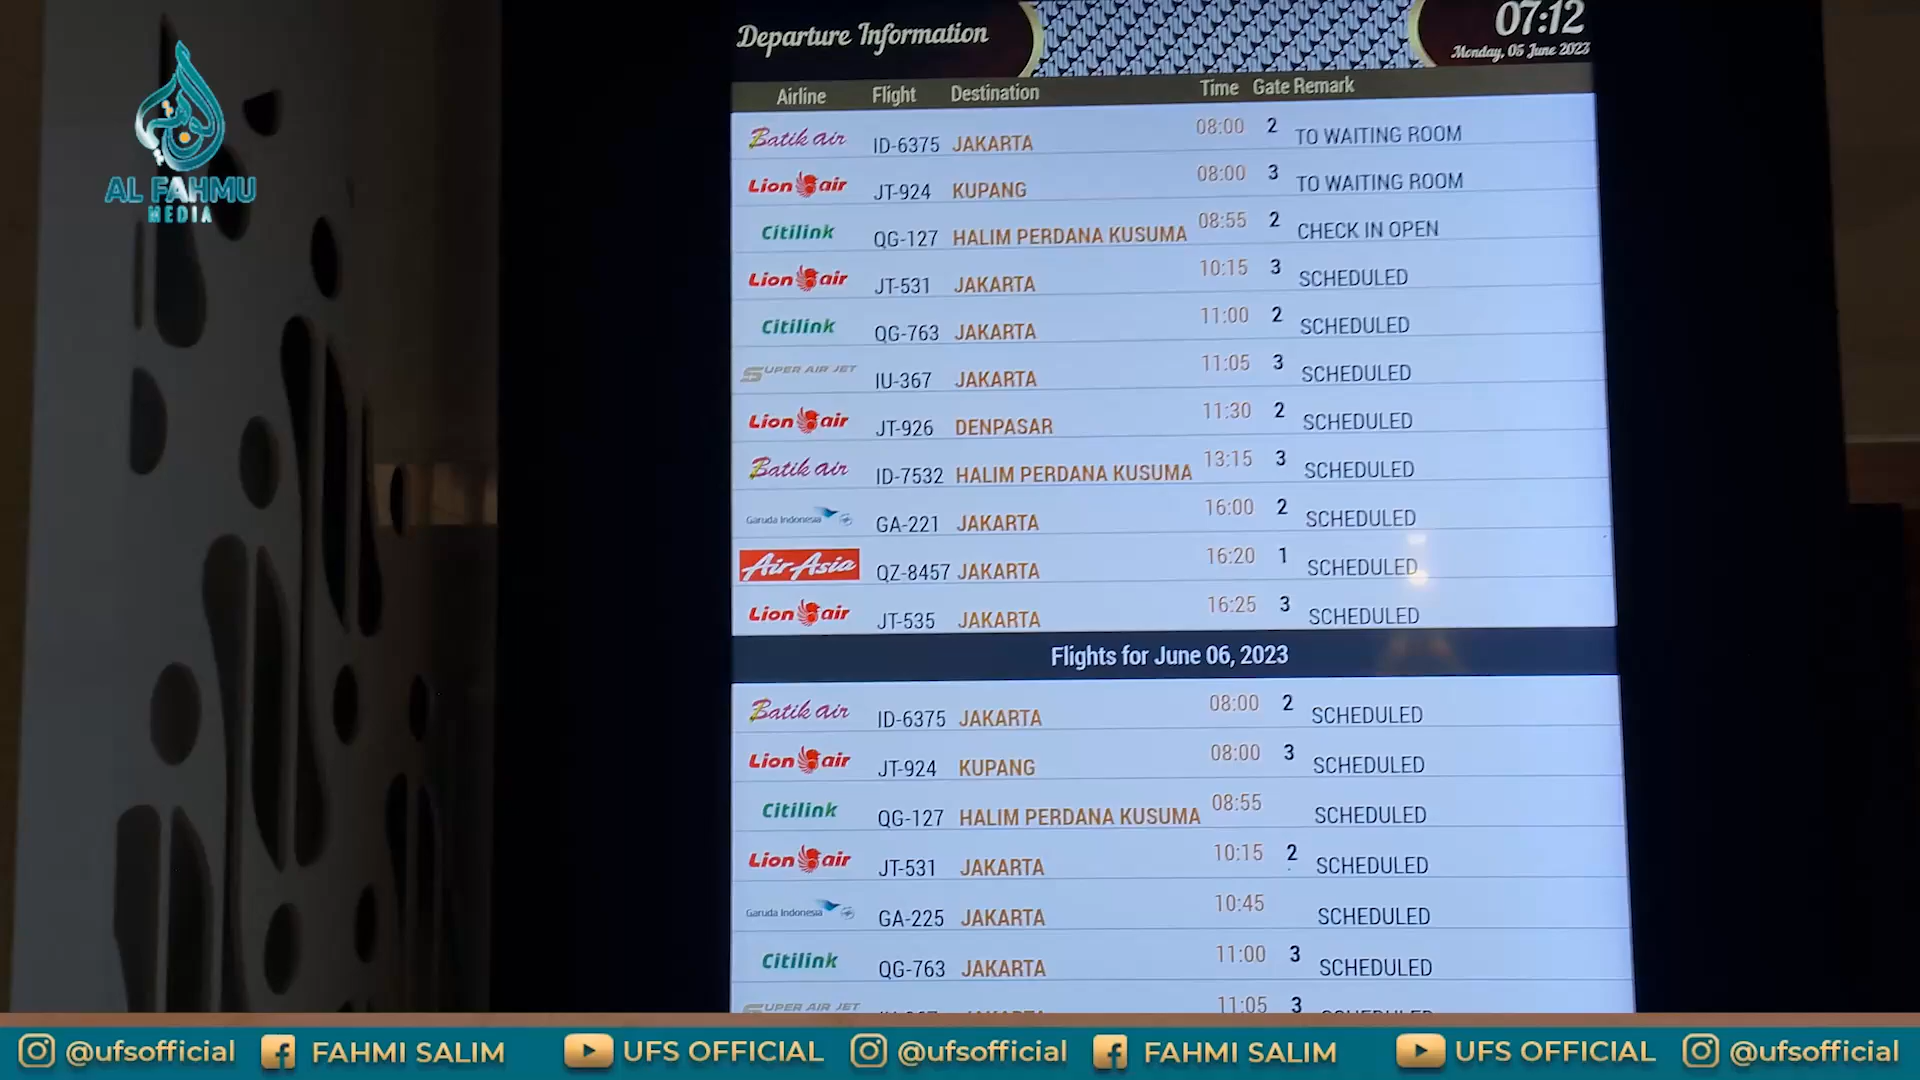 AL FAHMU
MEDIA
Departure Information
07:12
Monday, 05 June 2023
Airline Flight Destination Time Gate Remark
Batik air ID-6375 JAKARTA 08:00 2 TO WAITING ROOM
Lion air JT-924 KUPANG 08:00 3 TO WAITING ROOM
Citilink QG-127 HALIM PERDANA KUSUMA 08:55 2 CHECK IN OPEN
Lion air JT-531 JAKARTA 10:15 3 SCHEDULED
Citilink QG-763 JAKARTA 11:00 2 SCHEDULED
SUPER AIR JET IU-367 JAKARTA 11:05 3 SCHEDULED
Lion air JT-926 DENPASAR 11:30 2 SCHEDULED
Batik air ID-7532 HALIM PERDANA KUSUMA 13:15 3 SCHEDULED
Garuda Indonesia GA-221 JAKARTA 16:00 2 SCHEDULED
AirAsia QZ-8457 JAKARTA 16:20 1 SCHEDULED
Lion air JT-535 JAKARTA 16:25 3 SCHEDULED
Flights for June 06, 2023
Batik air ID-6375 JAKARTA 08:00 2 SCHEDULED
Lion air JT-924 KUPANG 08:00 3 SCHEDULED
Citilink QG-127 HALIM PERDANA KUSUMA 08:55 SCHEDULED
Lion air JT-531 JAKARTA 10:15 2 SCHEDULED
Garuda Indonesia GA-225 JAKARTA 10:45 SCHEDULED
Citilink QG-763 JAKARTA 11:00 3 SCHEDULED
SUPER AIR JET 11:05 3
@ufsofficial FAHMI SALIM UFS OFFICIAL @ufsofficial FAHMI SALIM UFS OFFICIAL @ufsofficial